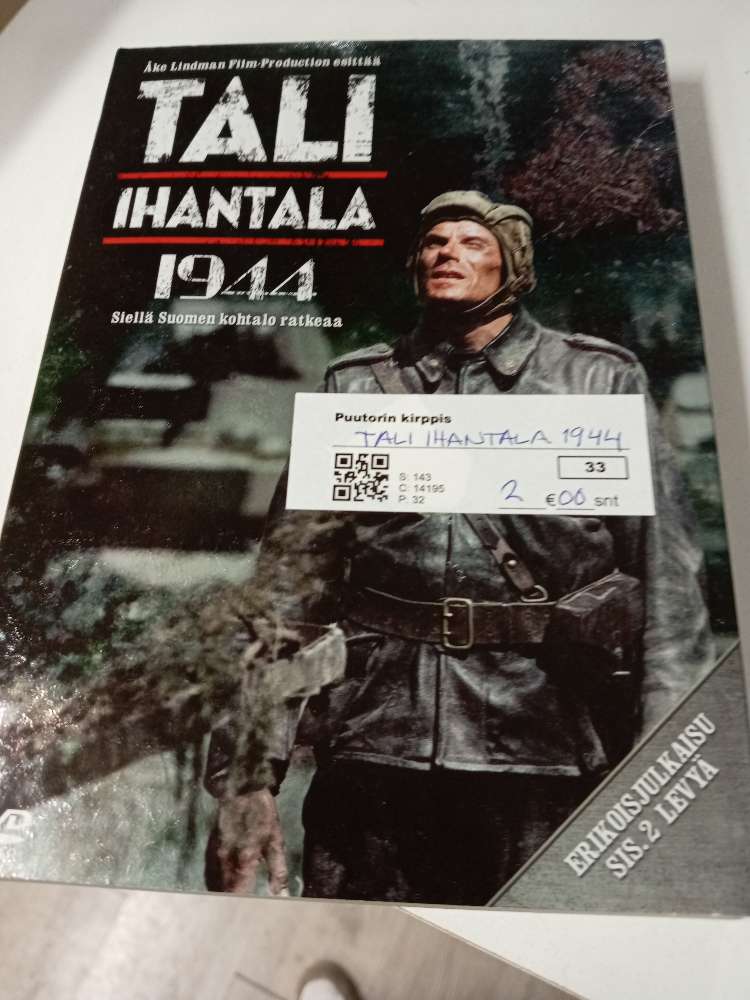 Åke Lindman Film-Production esittää
TALI
IHANTALA
1944
Siellä Suomen kohtalo ratkeaa
Puutorin kirppis
TALI IHANTALA 1944
33
S: 143
C: 14195
P: 32
2 €00 snt
ERIKOISJULKAISU
SIS. 2 LEVYÄ